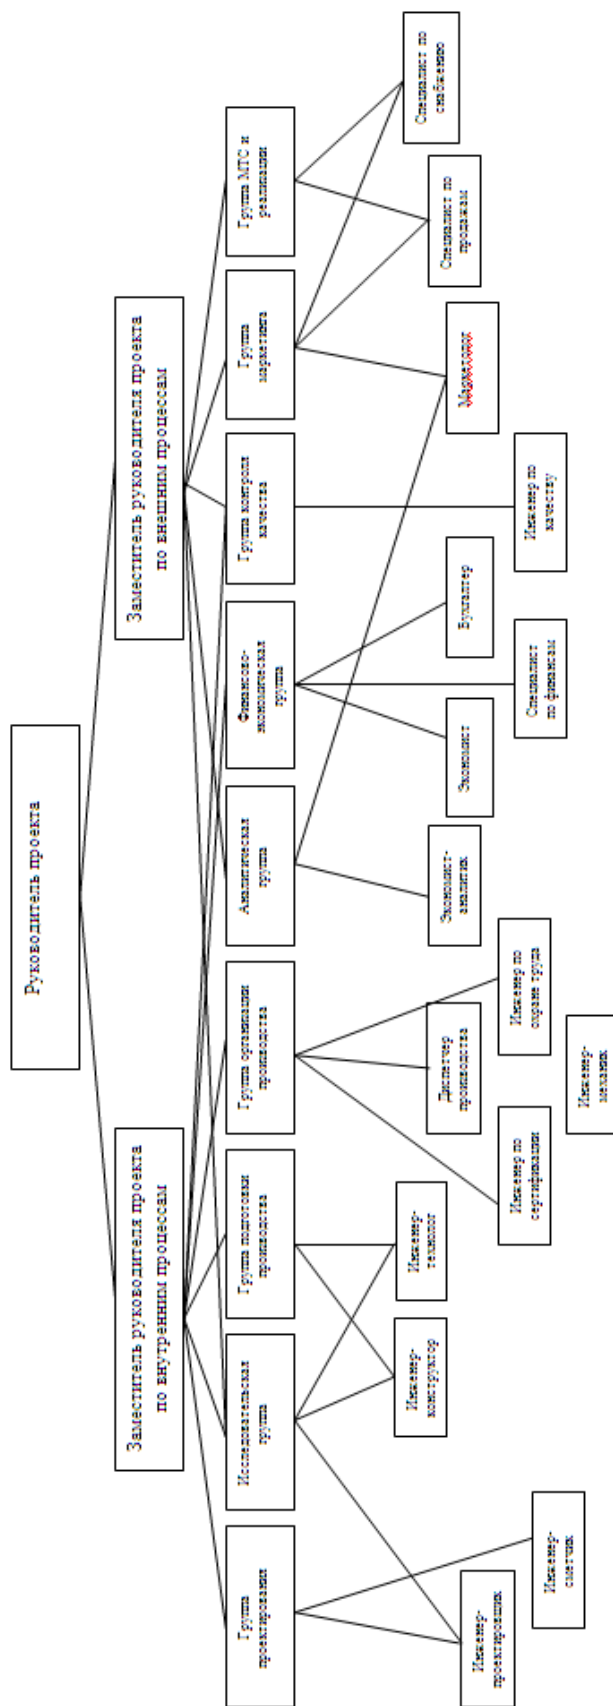 Руководитель проекта
Заместитель руководителя проекта
по внутренним процессам
Заместитель руководителя проекта
по внешним процессам
Группа
проектирования
Исследовательская
группа
Группа подготовки
производства
Группа организации
производства
Аналитическая
группа
Финансово-
экономическая
группа
Группа контроля
качества
Группа
маркетинга
Группа МТС и
реализации
Инженер-
проектировщик
Инженер-
сметчик
Инженер-
конструктор
Инженер-
технолог
Инженер по
сертификации
Диспетчер
производства
Инженер по
охране труда
Инженер-
механик
Экономист-
аналитик
Экономист
Специалист
по финансам
Бухгалтер
Инженер по
качеству
Маркетолог
Специалист по
продажам
Специалист по
снабжению